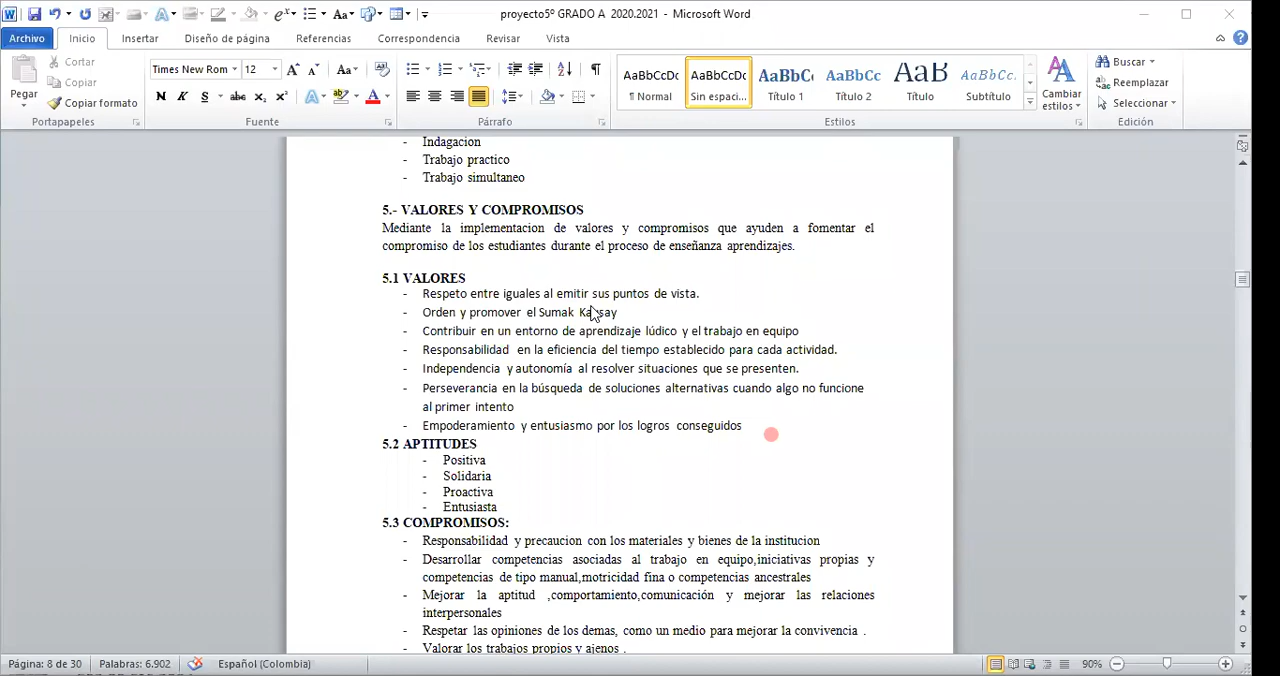 proyecto5º GRADO A 2020.2021 - Microsoft Word
Archivo Inicio Insertar Diseño de página Referencias Correspondencia Revisar Vista
Cortar
Copiar
Pegar
Copiar formato
Portapapeles
Times New Rom 12 Aa
N K S abc x₂ x² A ab A
Fuente
Párrafo
AaBbCcDc AaBbCcDc AaBbC AaBbCc AaB AaBbCc.
¶ Normal Sin espaci... Título 1 Título 2 Título Subtítulo
Cambiar
estilos
Estilos
Buscar
Reemplazar
Seleccionar
Edición
- Indagacion
- Trabajo practico
- Trabajo simultaneo
5.- VALORES Y COMPROMISOS
Mediante la implementacion de valores y compromisos que ayuden a fomentar el
compromiso de los estudiantes durante el proceso de enseñanza aprendizajes.
5.1 VALORES
- Respeto entre iguales al emitir sus puntos de vista.
- Orden y promover el Sumak Kawsay
- Contribuir en un entorno de aprendizaje lúdico y el trabajo en equipo
- Responsabilidad en la eficiencia del tiempo establecido para cada actividad.
- Independencia y autonomía al resolver situaciones que se presenten.
- Perseverancia en la búsqueda de soluciones alternativas cuando algo no funcione
al primer intento
- Empoderamiento y entusiasmo por los logros conseguidos
5.2 APTITUDES
- Positiva
- Solidaria
- Proactiva
- Entusiasta
5.3 COMPROMISOS:
- Responsabilidad y precaucion con los materiales y bienes de la institucion
- Desarrollar competencias asociadas al trabajo en equipo,iniciativas propias y
competencias de tipo manual,motricidad fina o competencias ancestrales
- Mejorar la aptitud ,comportamiento,comunicación y mejorar las relaciones
interpersonales
- Respetar las opiniones de los demas, como un medio para mejorar la convivencia .
- Valorar los trabajos propios y ajenos .
Página: 8 de 30 Palabras: 6.902 Español (Colombia) 90%